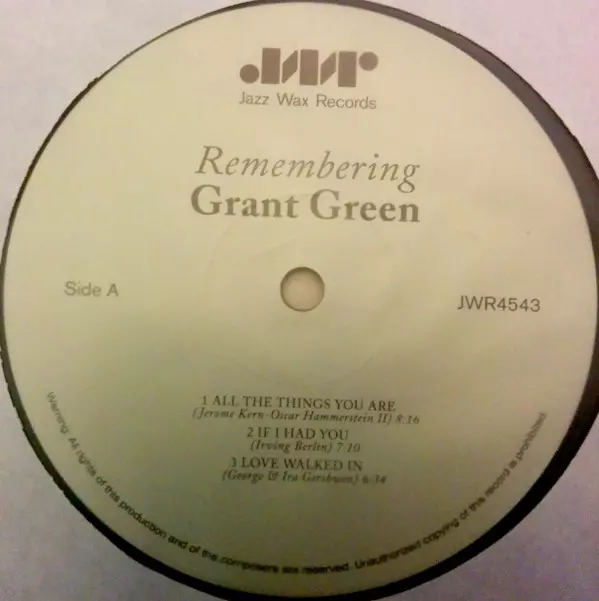 JWR
Jazz Wax Records
Remembering
Grant Green
Side A
JWR4543
1 ALL THE THINGS YOU ARE
(Jerome Kern-Oscar Hammerstein II) 8:16
2 IF I HAD YOU
(Irving Berlin) 7:10
3 LOVE WALKED IN
(George & Ira Gershwen) 6:34
Warning: All rights of this production and of the composers are reserved. Unauthorized copying of this record is prohibited.